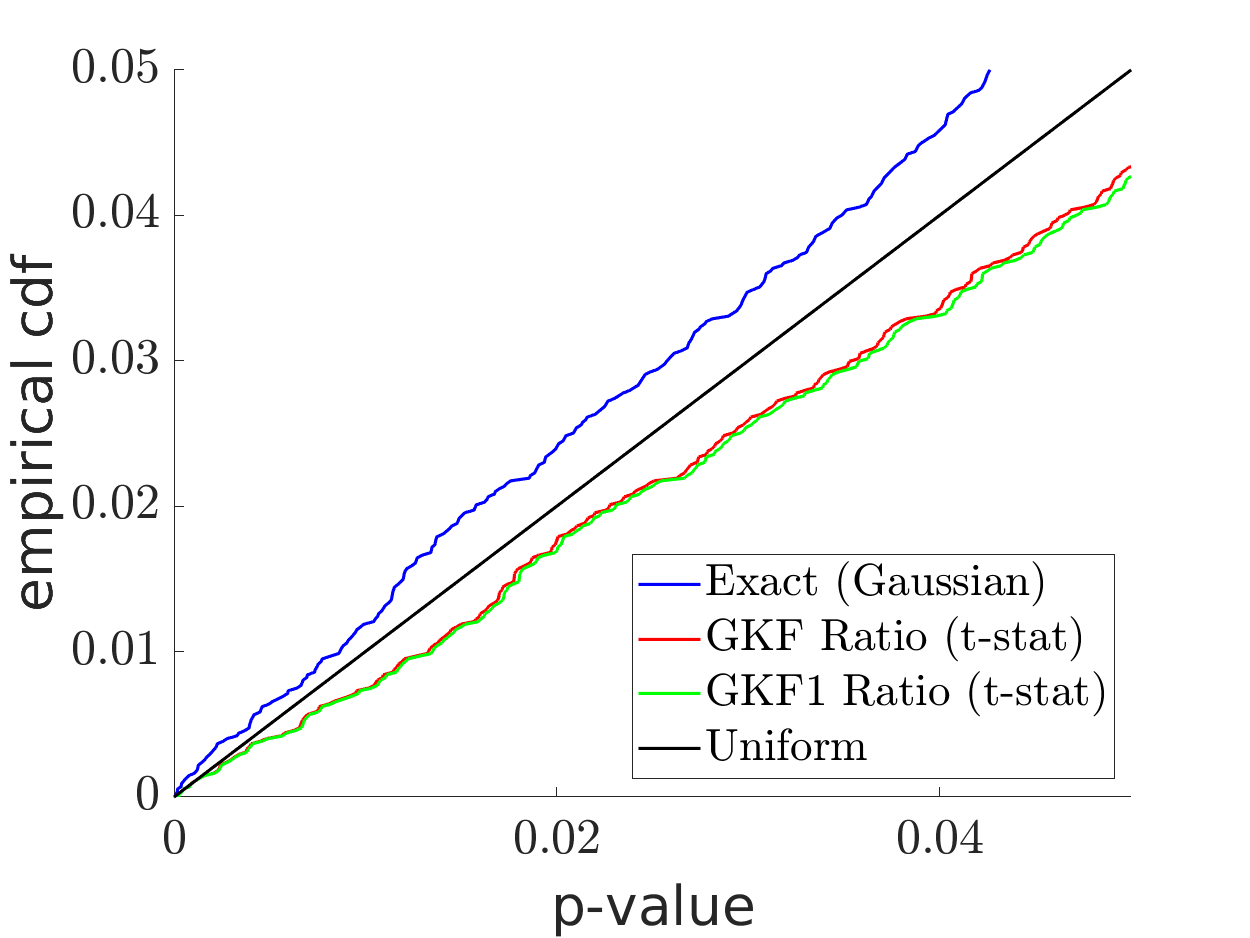 0.05
0.04
0.03
0.02
0.01
0
empirical cdf
Exact (Gaussian)
GKF Ratio (t-stat)
GKF1 Ratio (t-stat)
Uniform
0 0.02 0.04
p-value